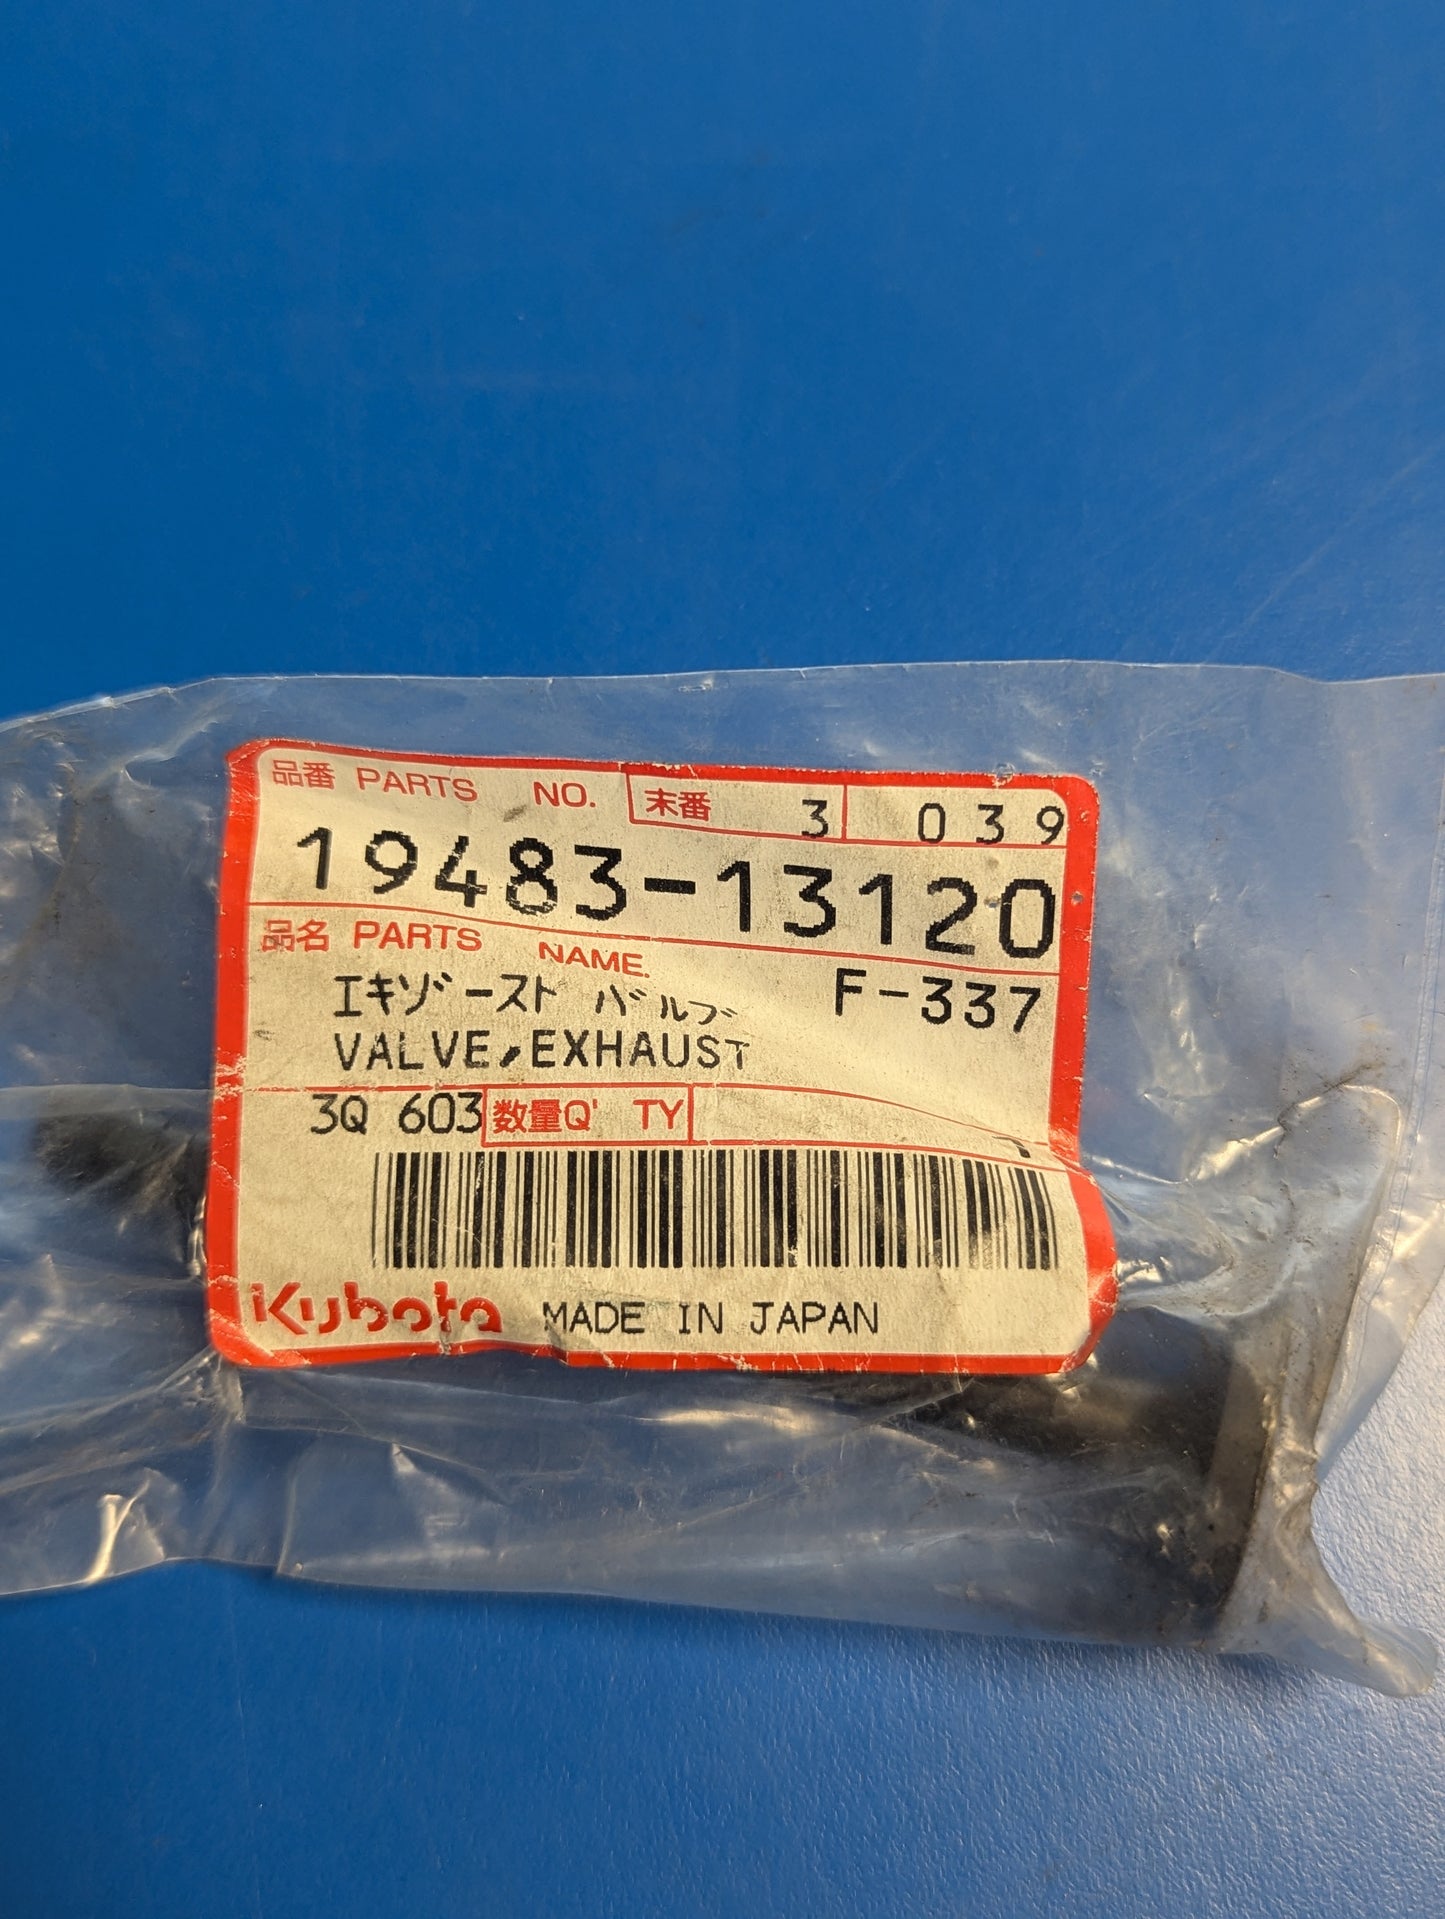 品番 PARTS NO. 末番 3 039
19483-13120
品名 PARTS NAME.
エキゾースト バルブ F-337
VALVE,EXHAUST
3Q 603 数量Q'TY 1
Kubota MADE IN JAPAN